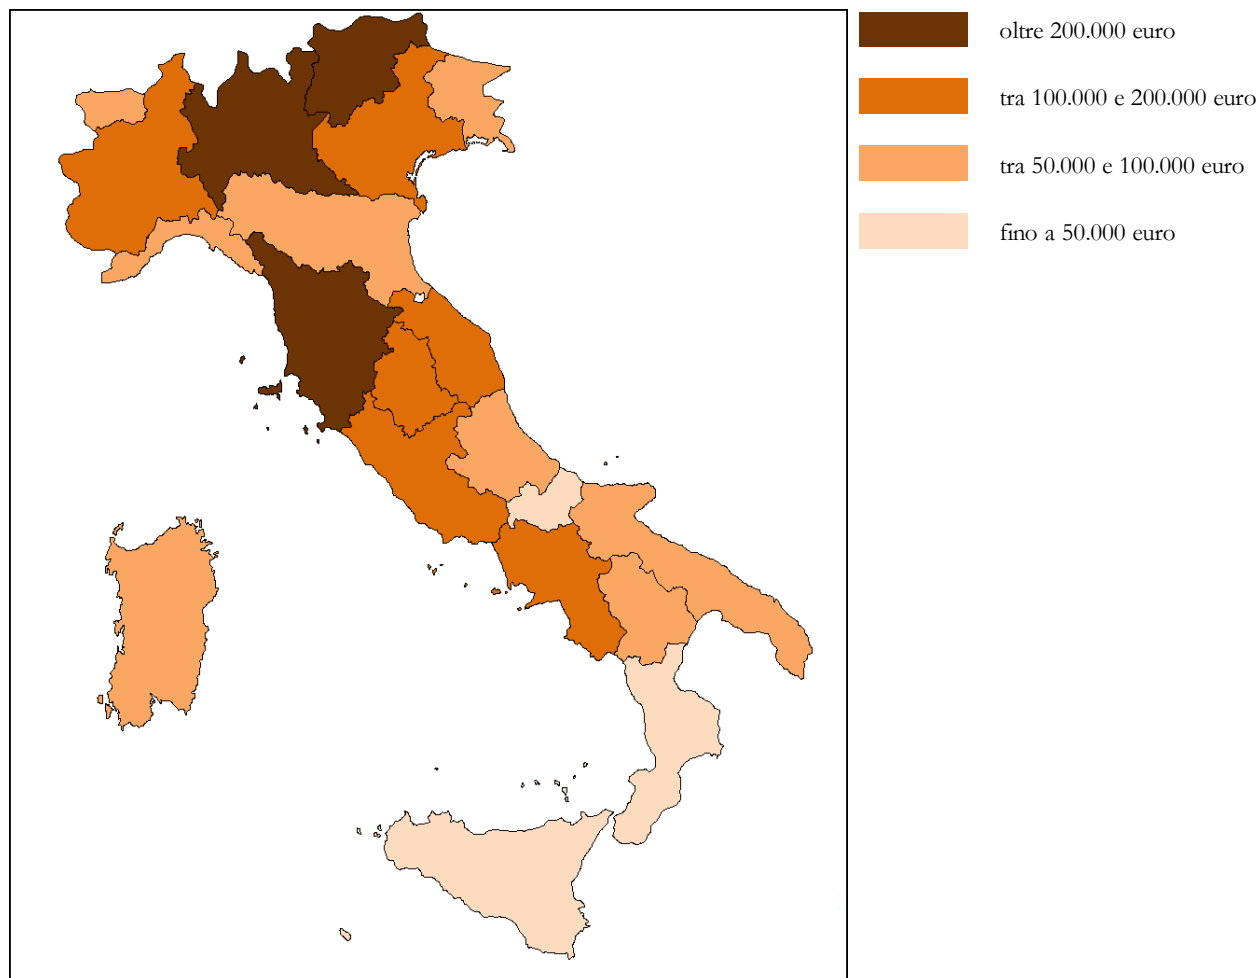 oltre 200.000 euro
tra 100.000 e 200.000 euro
tra 50.000 e 100.000 euro
fino a 50.000 euro